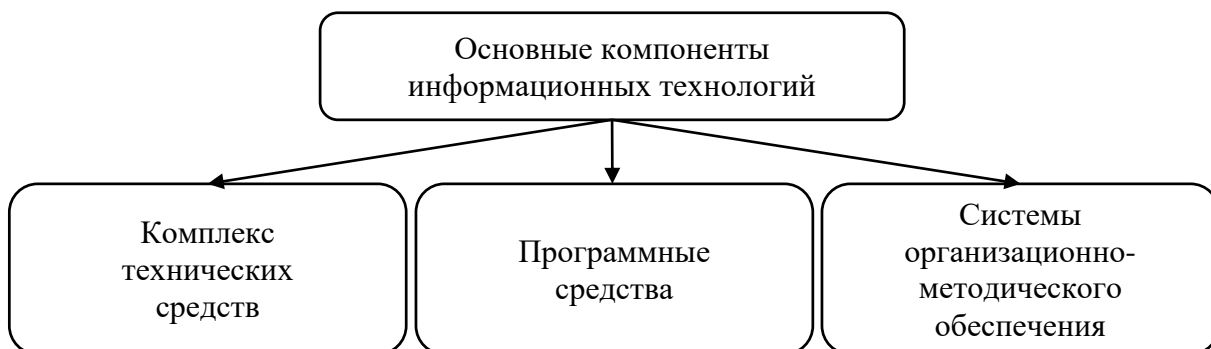 Основные компоненты
информационных технологий
Комплекс
технических
средств
Программные
средства
Системы
организационно-
методического
обеспечения